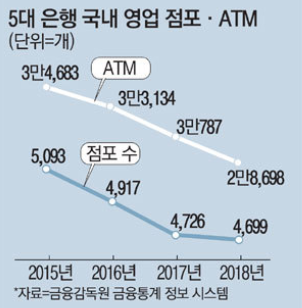 5대 은행 국내 영업 점포·ATM
(단위=개)
3만4,683
ATM
3만3,134
3만787
2만8,698
5,093
점포 수
4,917
4,726
4,699
2015년 2016년 2017년 2018년
*자료=금융감독원 금융통계 정보 시스템